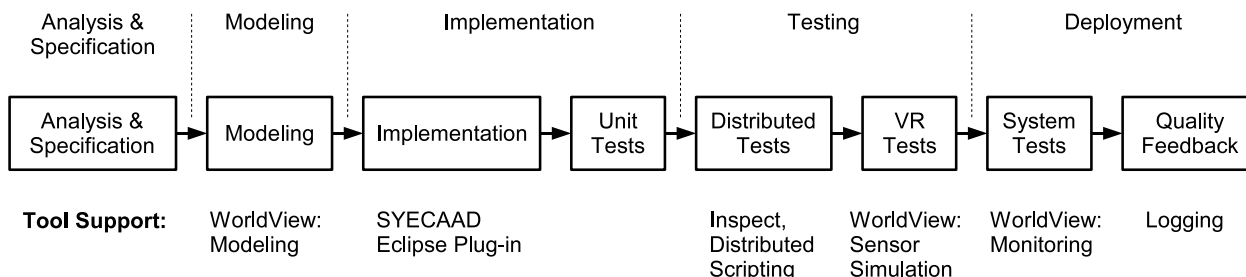 Analysis &
Specification
Modeling
Implementation
Testing
Deployment
Analysis &
Specification
Modeling
Implementation
Unit
Tests
Distributed
Tests
VR
Tests
System
Tests
Quality
Feedback
Tool Support:
WorldView:
Modeling
SYECAAD
Eclipse Plug-in
Inspect,
Distributed
Scripting
WorldView:
Sensor
Simulation
WorldView:
Monitoring
Logging